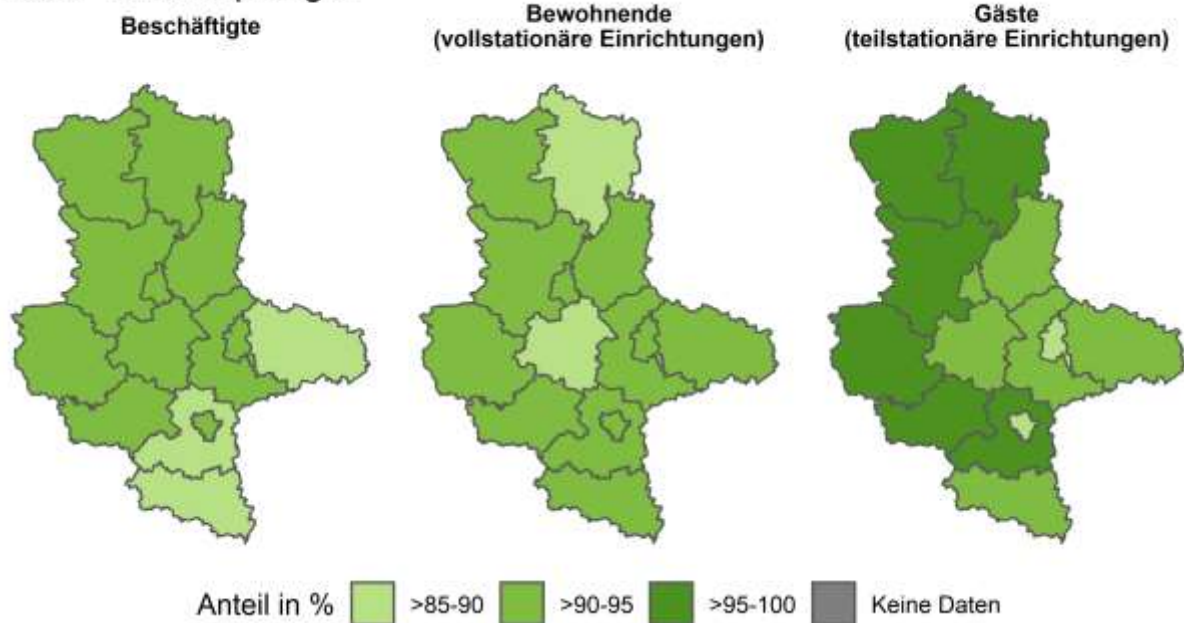 Beschäftigte
Bewohnende
(vollstationäre Einrichtungen)
Gäste
(teilstationäre Einrichtungen)
Anteil in %
>85-90
>90-95
>95-100
Keine Daten